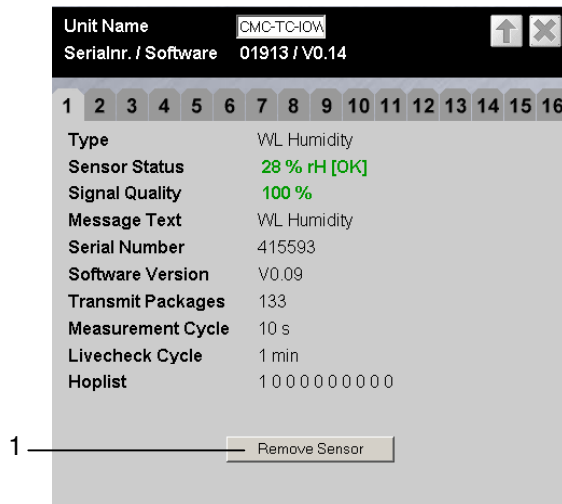 Unit Name CMC-TC-IOW
Serialnr. / Software 01913 / V0.14
1 2 3 4 5 6 7 8 9 10 11 12 13 14 15 16
Type WL Humidity
Sensor Status 28 % rH [OK]
Signal Quality 100 %
Message Text WL Humidity
Serial Number 415593
Software Version V0.09
Transmit Packages 133
Measurement Cycle 10 s
Livecheck Cycle 1 min
Hoplist 1 0 0 0 0 0 0 0 0 0
1 Remove Sensor